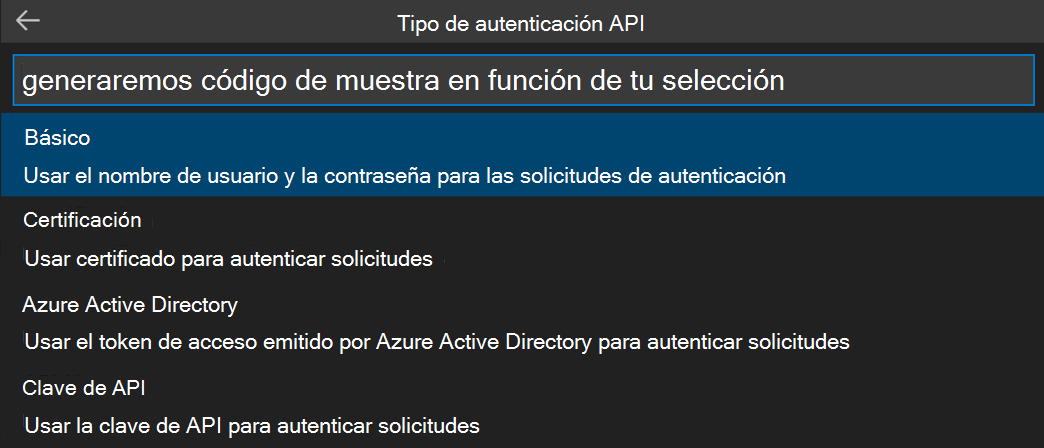 Tipo de autenticación API
generaremos código de muestra en función de tu selección
Básico
Usar el nombre de usuario y la contraseña para las solicitudes de autenticación
Certificación
Usar certificado para autenticar solicitudes
Azure Active Directory
Usar el token de acceso emitido por Azure Active Directory para autenticar solicitudes
Clave de API
Usar la clave de API para autenticar solicitudes